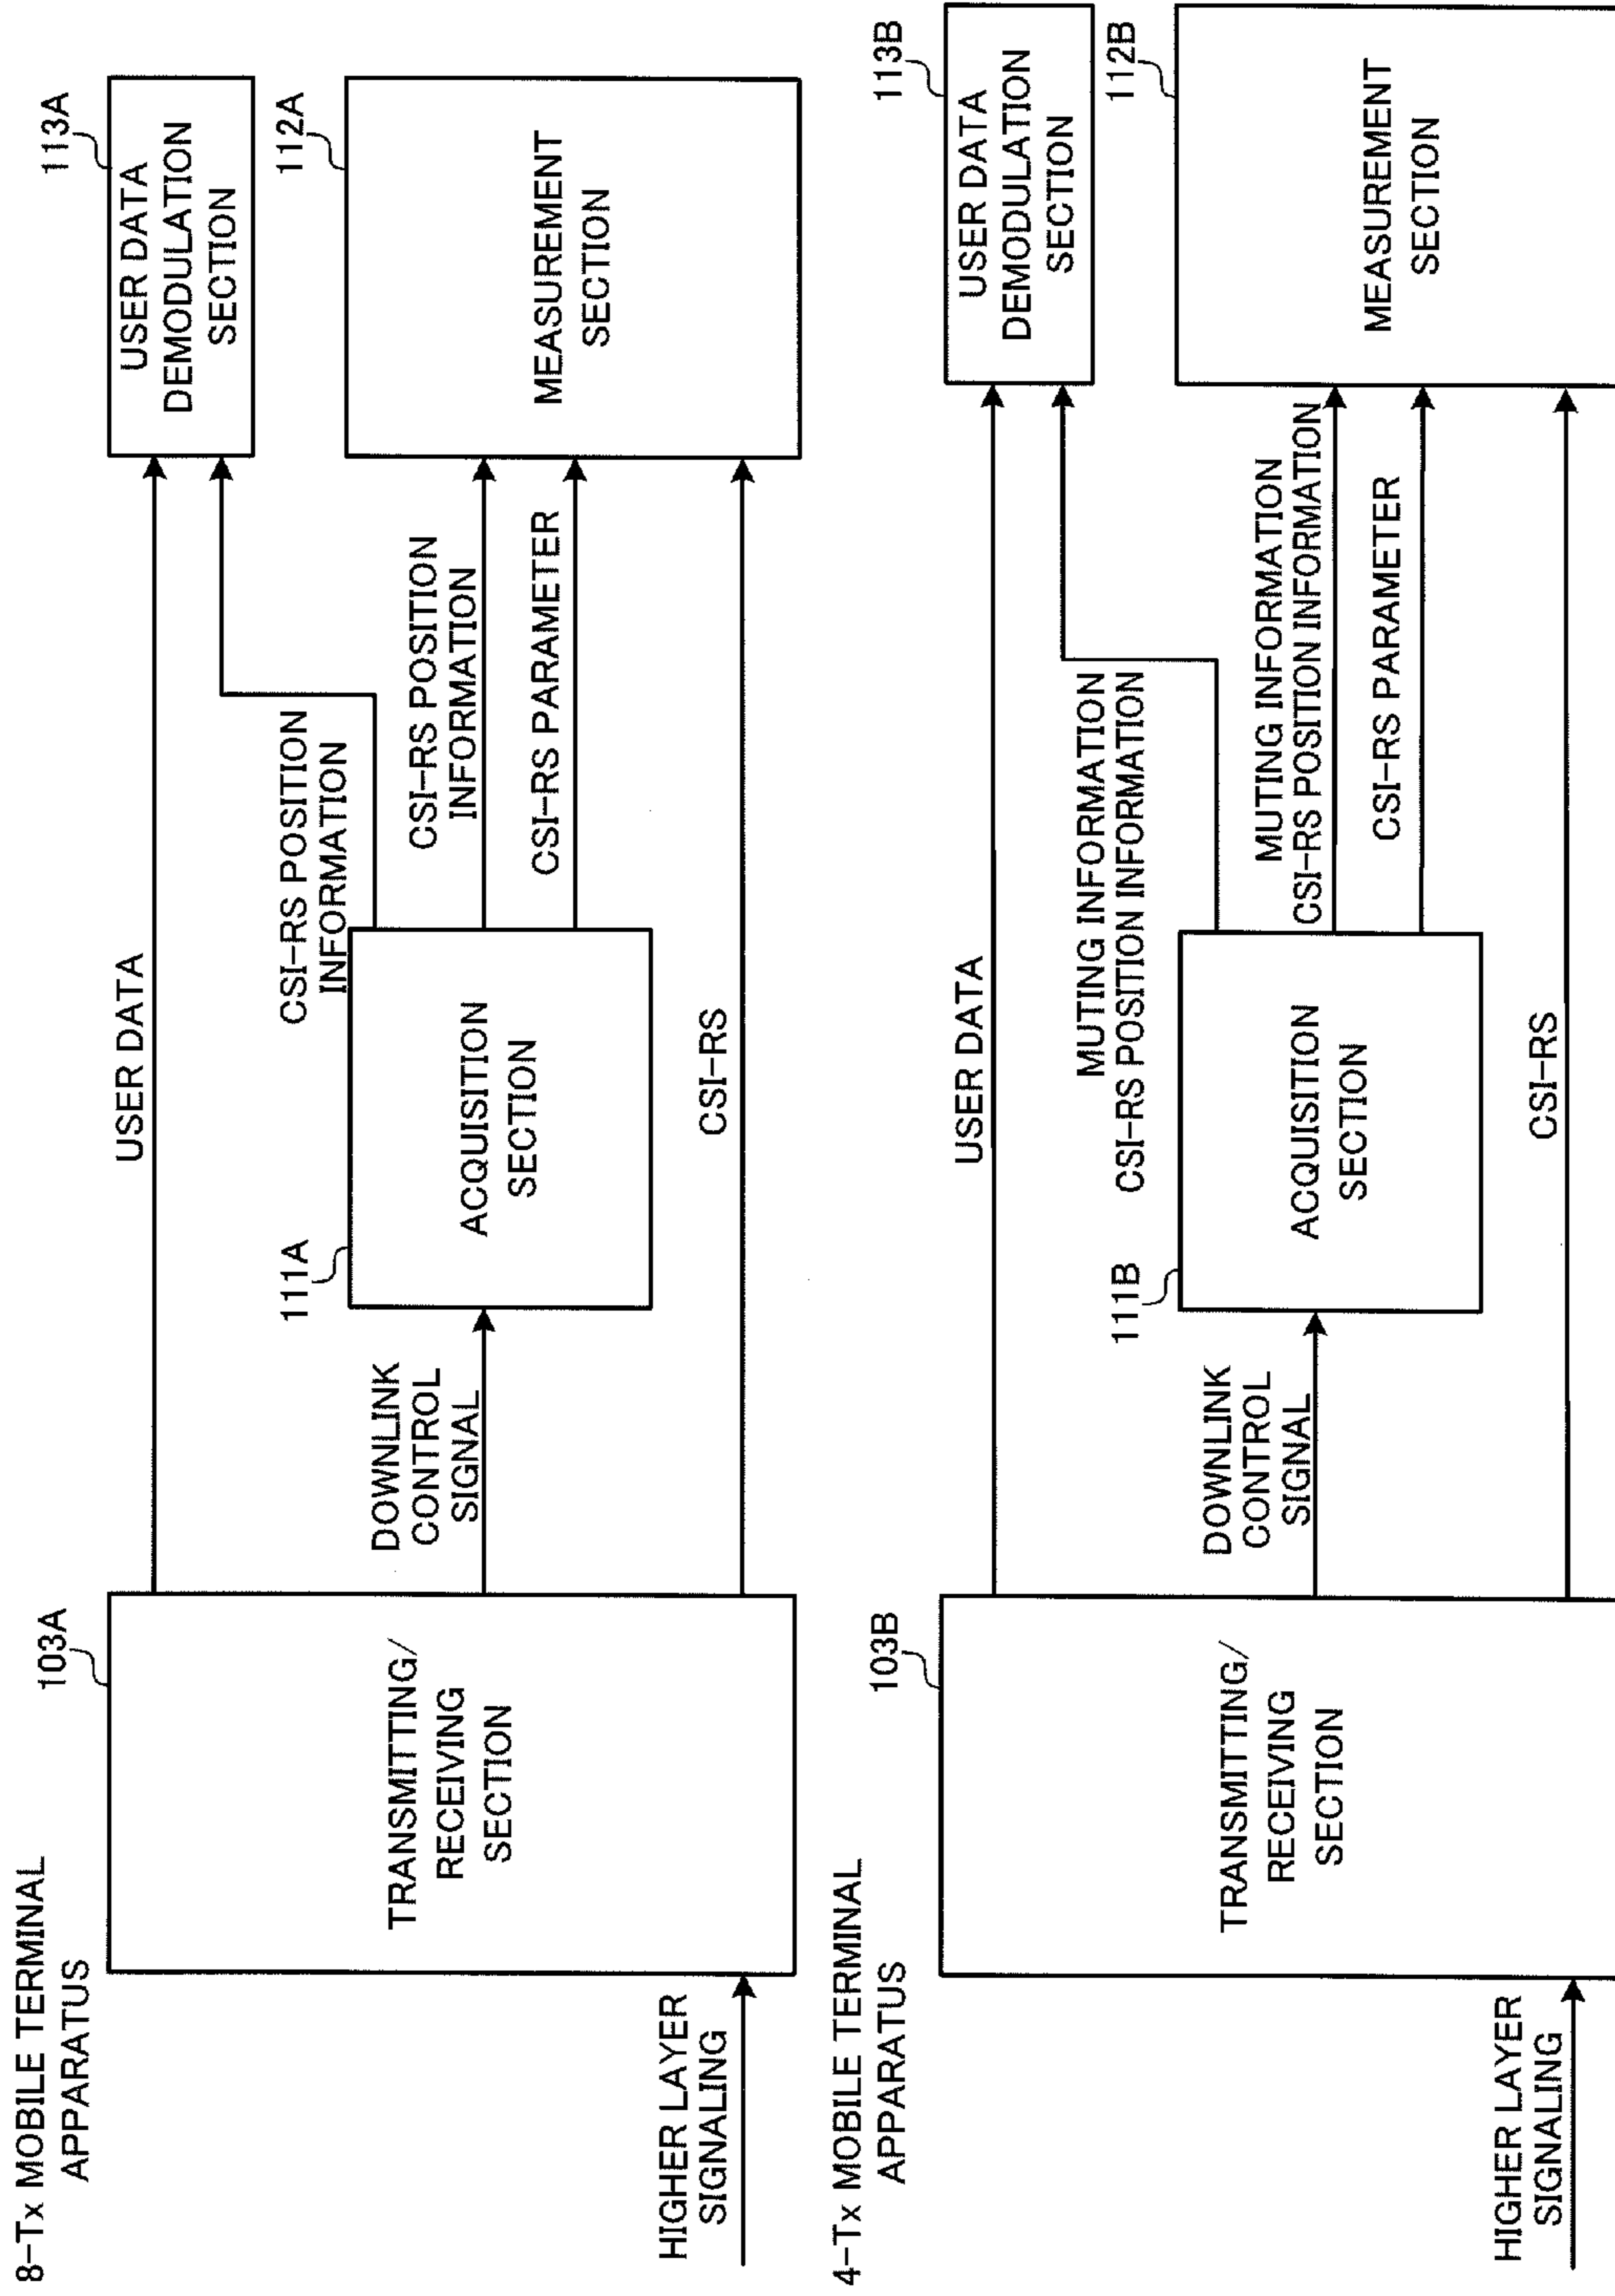 8-Tx MOBILE TERMINAL
APPARATUS
HIGHER LAYER
SIGNALING
103A
TRANSMITTING/
RECEIVING
SECTION
USER DATA
DOWNLINK
CONTROL
SIGNAL
111A
ACQUISITION
SECTION
CSI-RS
CSI-RS POSITION
INFORMATION
CSI-RS POSITION
INFORMATION
CSI-RS PARAMETER
113A
USER DATA
DEMODULATION
SECTION
112A
MEASUREMENT
SECTION
4-Tx MOBILE TERMINAL
APPARATUS
HIGHER LAYER
SIGNALING
103B
TRANSMITTING/
RECEIVING
SECTION
USER DATA
DOWNLINK
CONTROL
SIGNAL
111B
ACQUISITION
SECTION
CSI-RS
MUTING INFORMATION
CSI-RS POSITION INFORMATION
MUTING INFORMATION
CSI-RS POSITION INFORMATION
CSI-RS PARAMETER
113B
USER DATA
DEMODULATION
SECTION
112B
MEASUREMENT
SECTION